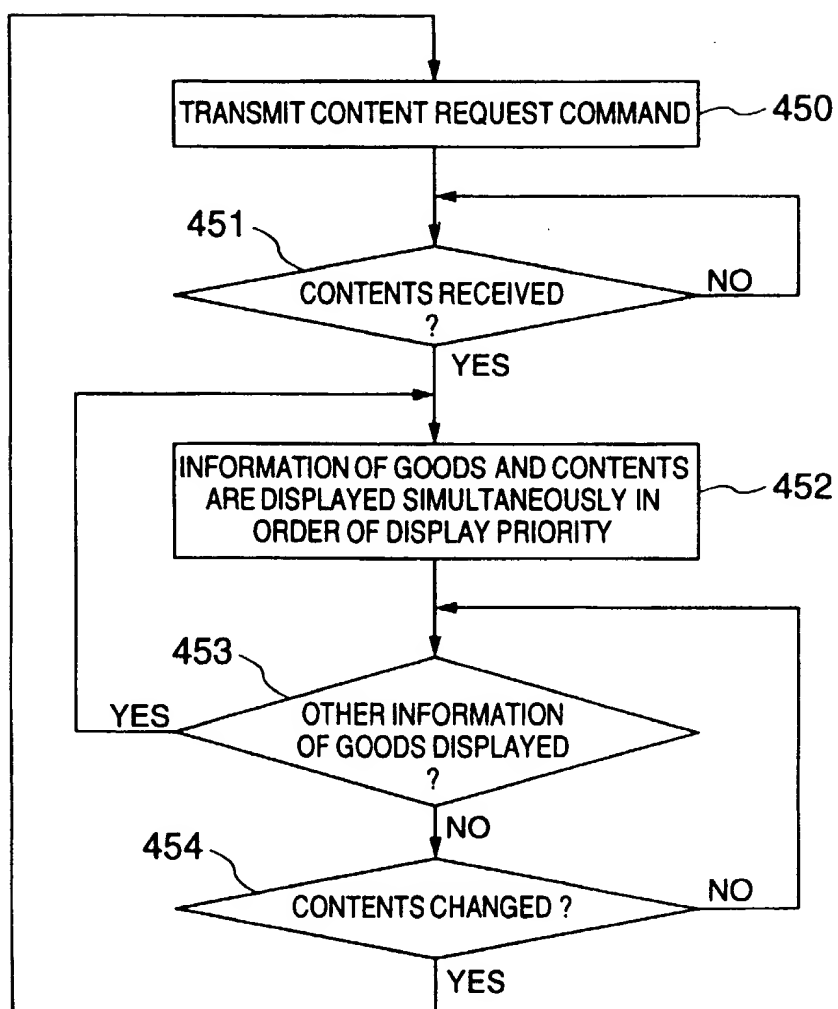 TRANSMIT CONTENT REQUEST COMMAND
450
451
CONTENTS RECEIVED
?
NO
YES
INFORMATION OF GOODS AND CONTENTS
ARE DISPLAYED SIMULTANEOUSLY IN
ORDER OF DISPLAY PRIORITY
452
453
YES
OTHER INFORMATION
OF GOODS DISPLAYED
?
NO
454
CONTENTS CHANGED ?
NO
YES